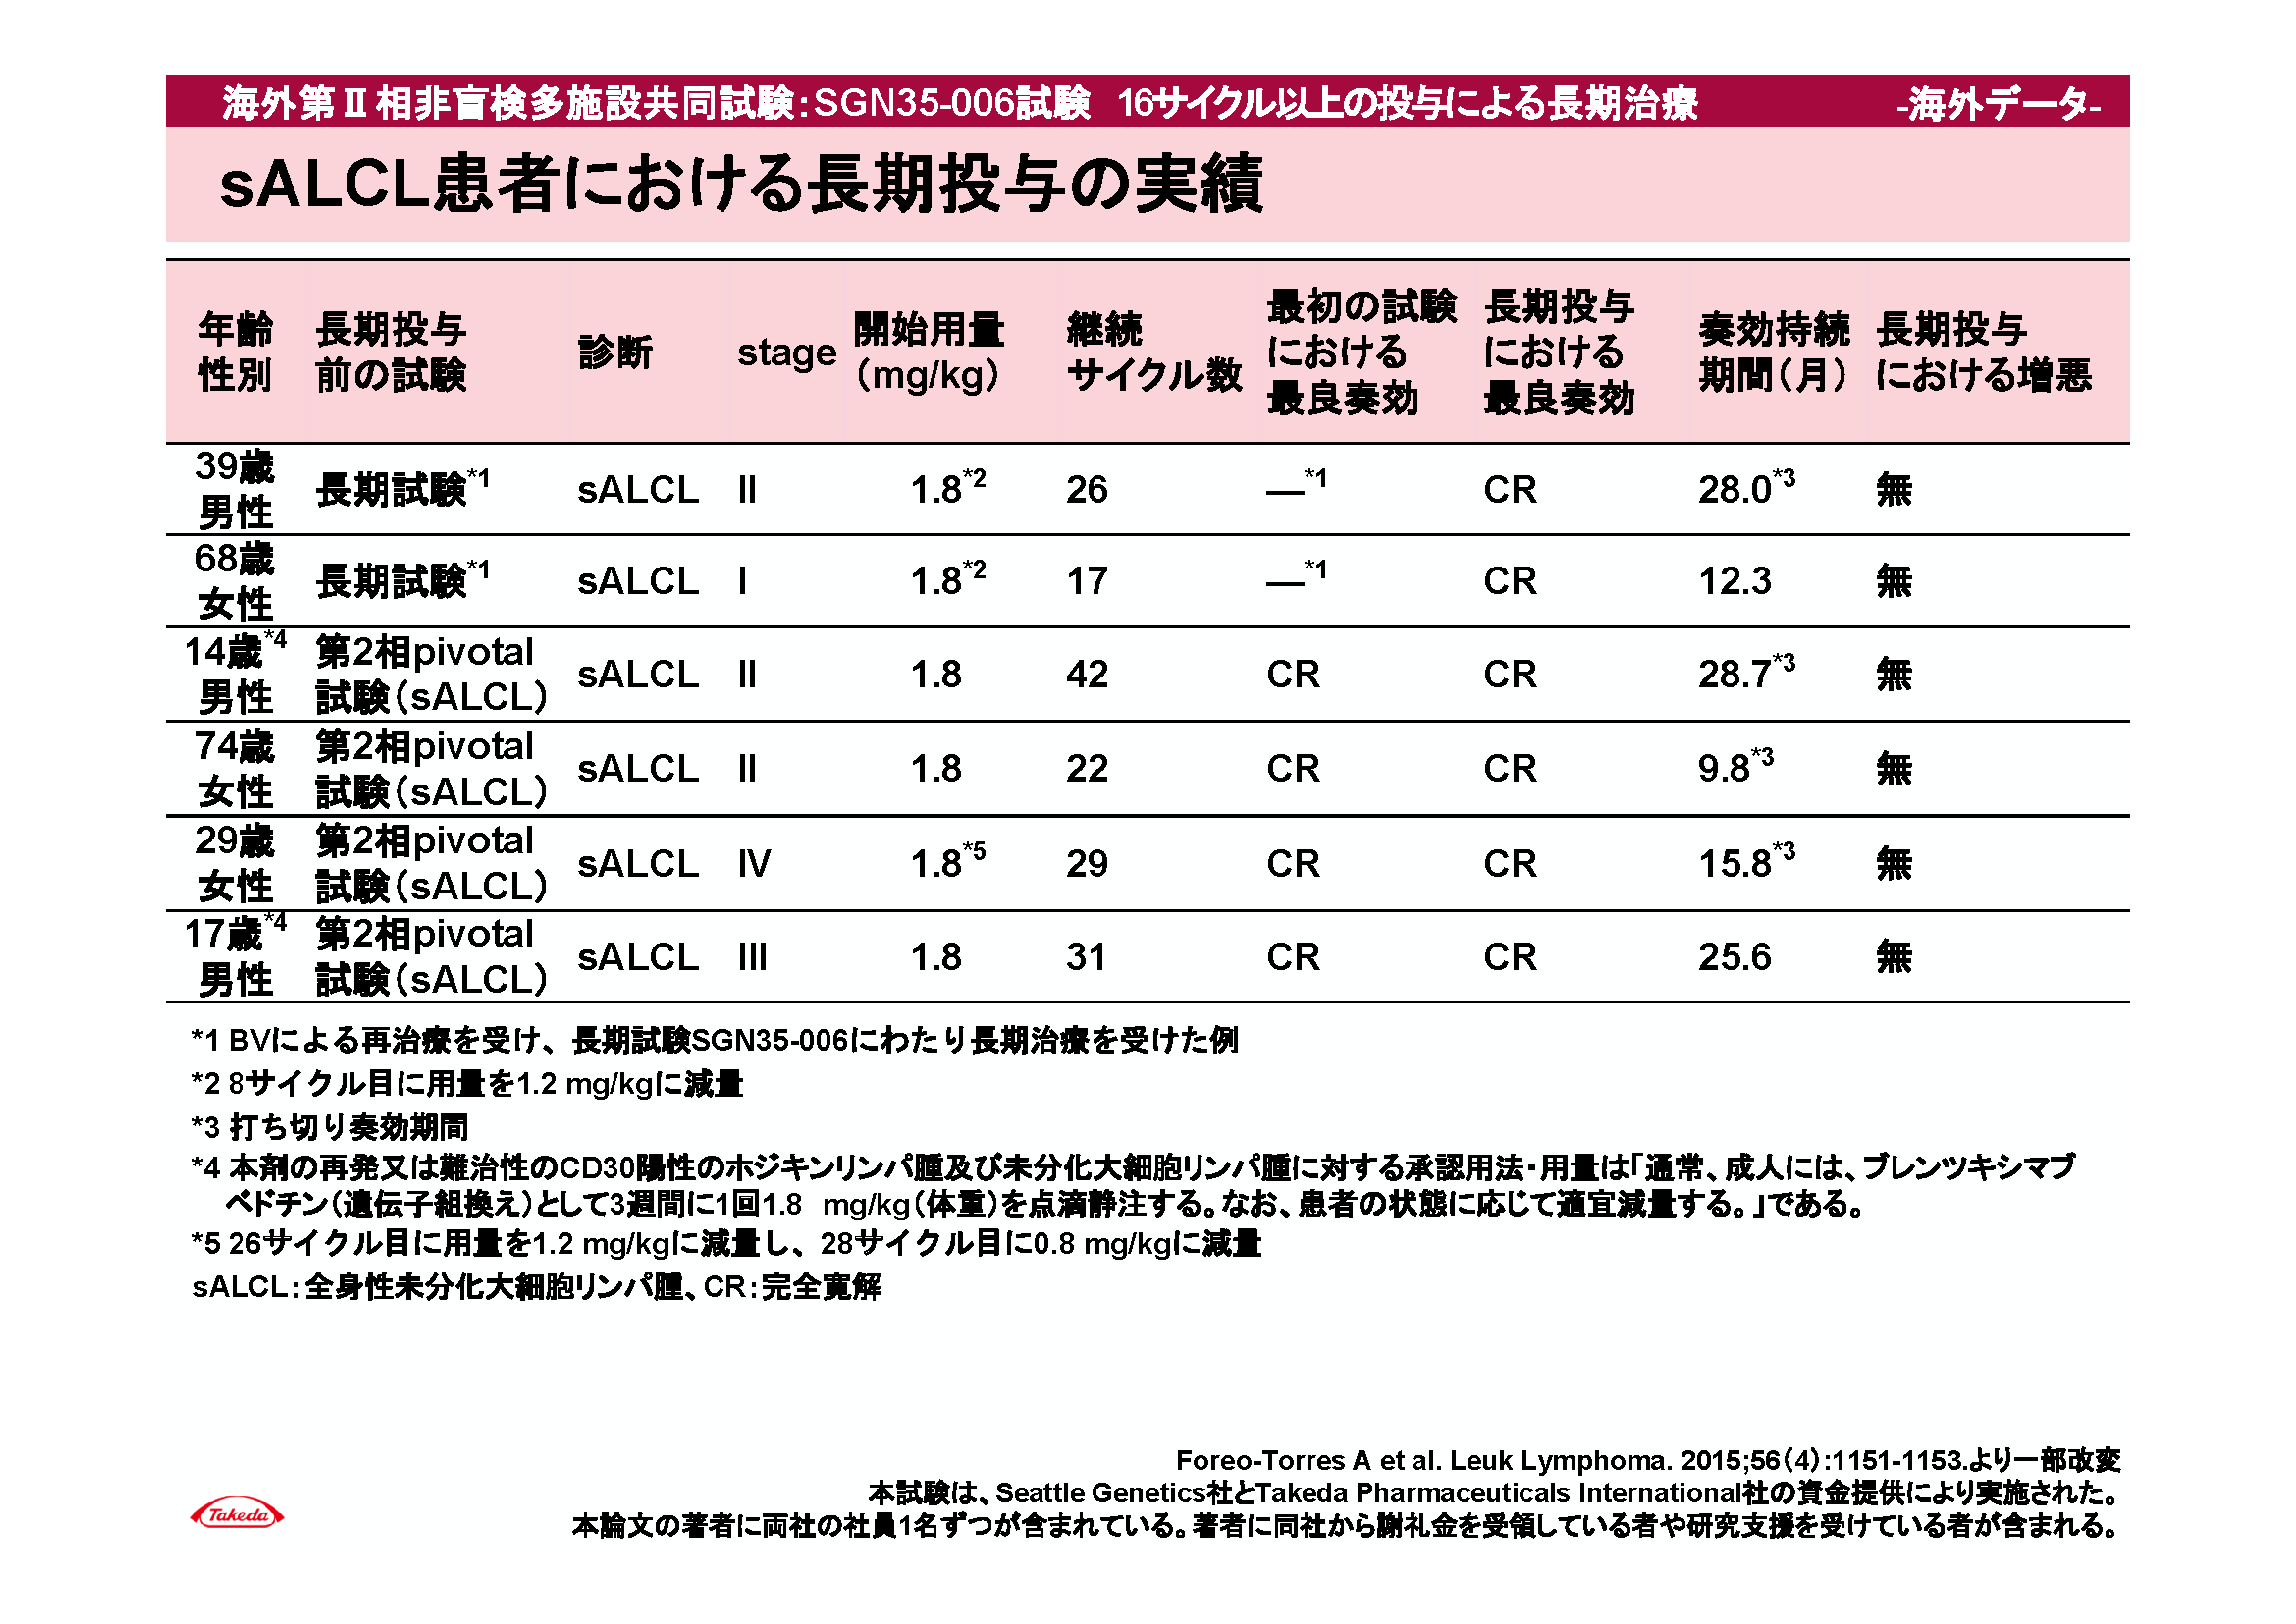 海外第Ⅱ相非盲検多施設共同試験：SGN35-006試験　16サイクル以上の投与による長期治療　-海外データ-
sALCL患者における長期投与の実績
年齢 性別　長期投与 前の試験　診断　stage　開始用量 （mg/kg）　継続 サイクル数　最初の試験 における 最良奏効　長期投与 における 最良奏効　奏効持続 期間（月）　長期投与 における増悪
39歳 男性　長期試験*1　sALCL　II　1.8*2　26　—*1　CR　28.0*3　無
68歳 女性　長期試験*1　sALCL　I　1.8*2　17　—*1　CR　12.3　無
14歳*4 男性　第2相pivotal 試験（sALCL）　sALCL　II　1.8　42　CR　CR　28.7*3　無
74歳 女性　第2相pivotal 試験（sALCL）　sALCL　II　1.8　22　CR　CR　9.8*3　無
29歳 女性　第2相pivotal 試験（sALCL）　sALCL　IV　1.8*5　29　CR　CR　15.8*3　無
17歳*4 男性　第2相pivotal 試験（sALCL）　sALCL　III　1.8　31　CR　CR　25.6　無
*1 BVによる再治療を受け、長期試験SGN35-006にわたり長期治療を受けた例
*2 8サイクル目に用量を1.2 mg/kgに減量
*3 打ち切り奏効期間
*4 本剤の再発又は難治性のCD30陽性のホジキンリンパ腫及び未分化大細胞リンパ腫に対する承認用法・用量は「通常、成人には、ブレンツキシマブ
ベドチン（遺伝子組換え）として3週間に1回1.8　mg/kg（体重）を点滴静注する。なお、患者の状態に応じて適宜減量する。」である。
*5 26サイクル目に用量を1.2 mg/kgに減量し、28サイクル目に0.8 mg/kgに減量
sALCL：全身性未分化大細胞リンパ腫、CR：完全寛解
Foreo-Torres A et al. Leuk Lymphoma. 2015;56（4）:1151-1153.より一部改変
本試験は、Seattle Genetics社とTakeda Pharmaceuticals International社の資金提供により実施された。
本論文の著者に両社の社員1名ずつが含まれている。著者に同社から謝礼金を受領している者や研究支援を受けている者が含まれる。
Takeda